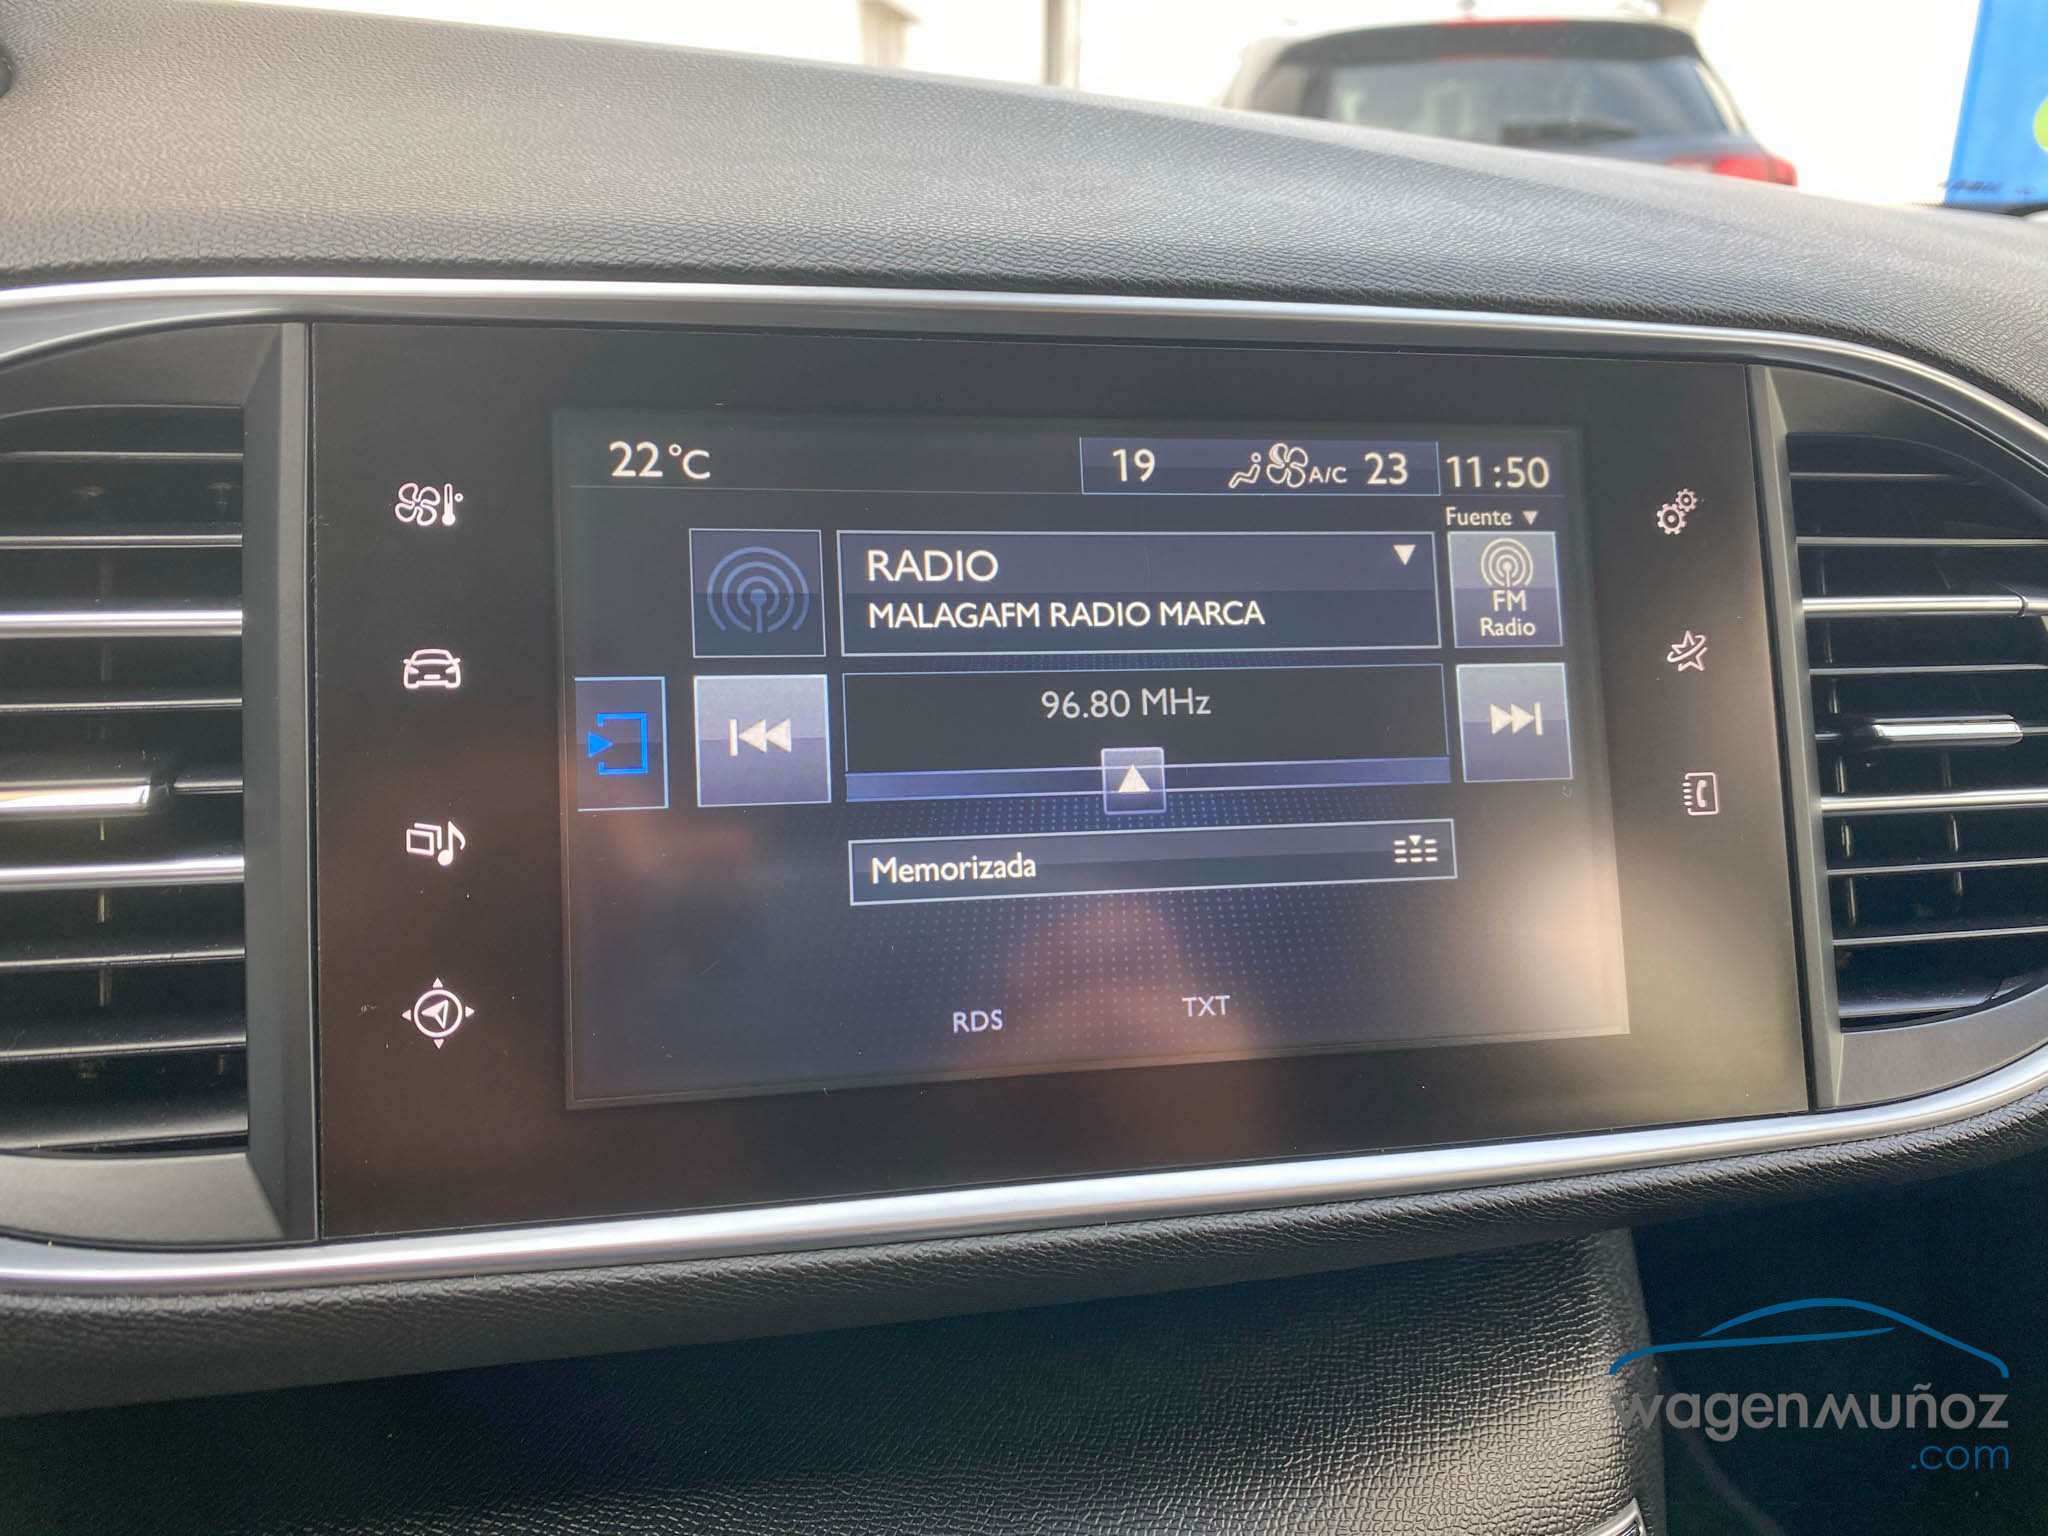 22°C 19 A/C 23 11:50
Fuente
RADIO
MALAGAFM RADIO MARCA
FM
Radio
96.80 MHz
Memorizada
RDS TXT
wagenmuñoz
.com